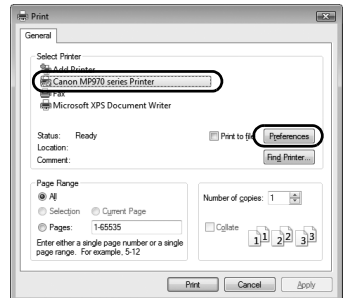 Print
General
Select Printer
Add Printer
Canon MP970 series Printer
Fax
Microsoft XPS Document Writer
Status: Ready
Print to file
Preferences
Location:
Comment:
Find Printer...
Page Range
All
Selection
Current Page
Pages:
1-65535
Enter either a single page number or a single
page range. For example, 5-12
Number of copies:
1
Collate
1 1 2 2 3 3
Print
Cancel
Apply